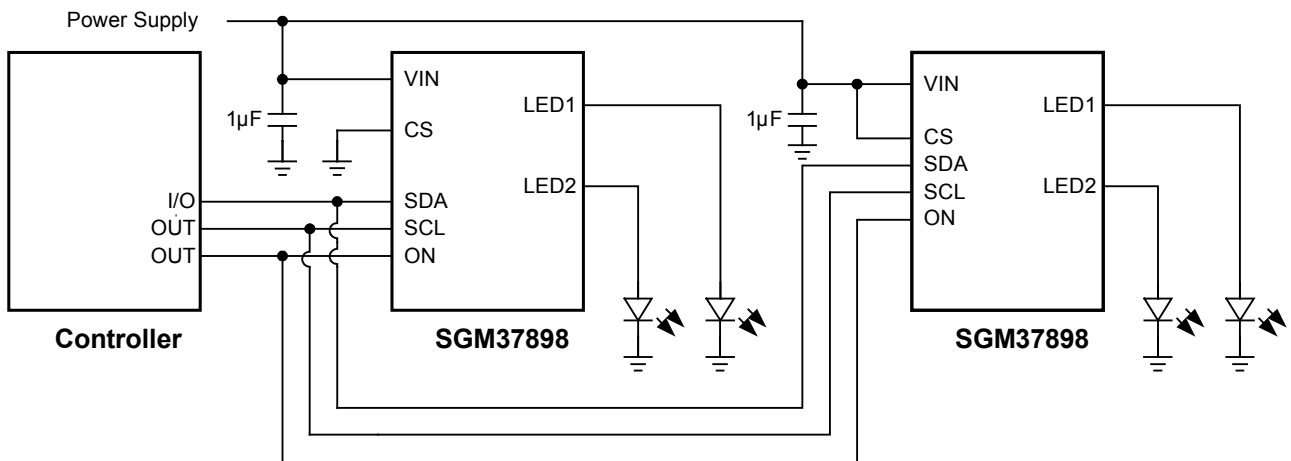 Power Supply
VIN
LED1
1µF
CS
LED2
I/O
SDA
OUT
SCL
OUT
ON
Controller
SGM37898
VIN
LED1
1µF
CS
SDA
LED2
SCL
ON
SGM37898